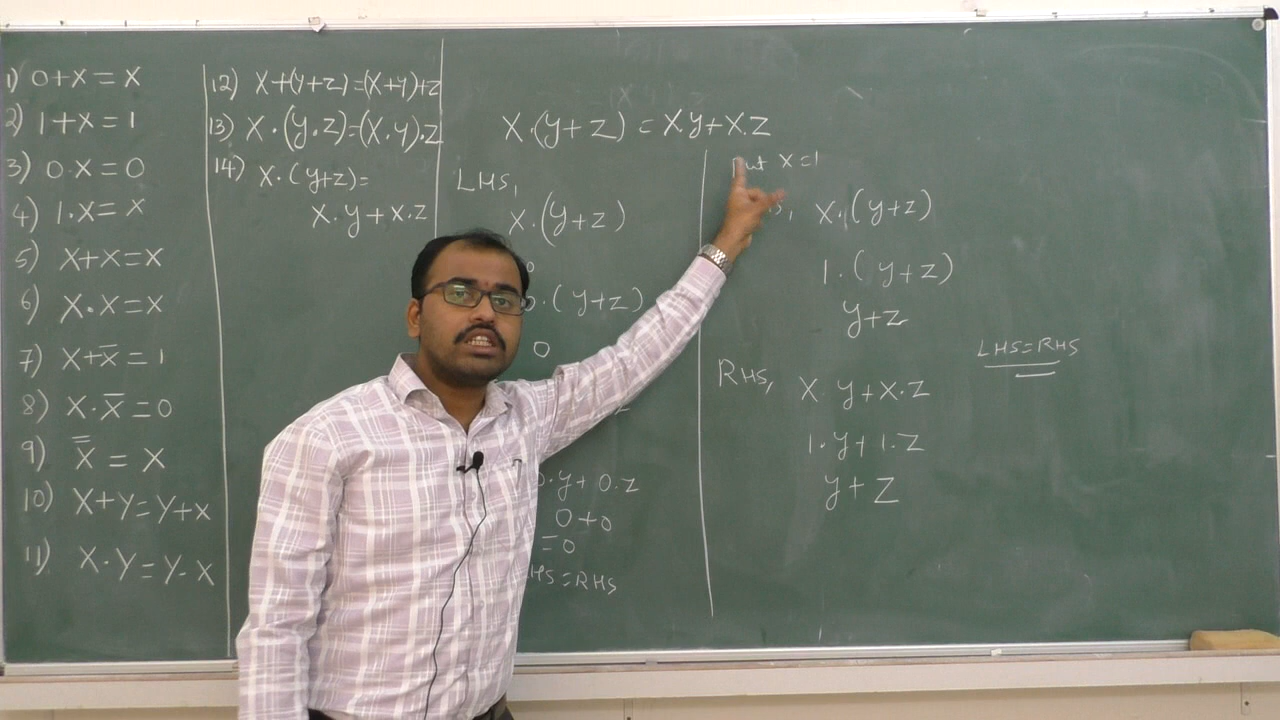 1) 0+x=x
2) 1+x=1
3) 0.x=0
4) 1.x=x
5) x+x=x
6) x.x=x
7) x+x̄=1
8) x.x̄=0
9) x̿=x
10) x+y=y+x
11) x.y=y.x
12) x+(y+z)=(x+y)+z
13) x.(y.z)=(x.y).z
14) x.(y+z)=
x.y+x.z
x.(y+z)=x.y+x.z
LHS,
x.(y+z)
.(y+z)
0
0.y+0.z
0+0
=0
=RHS
x=1
x.(y+z)
1.(y+z)
y+z
RHS, x.y+x.z
1.y+1.z
y+z
LHS=RHS